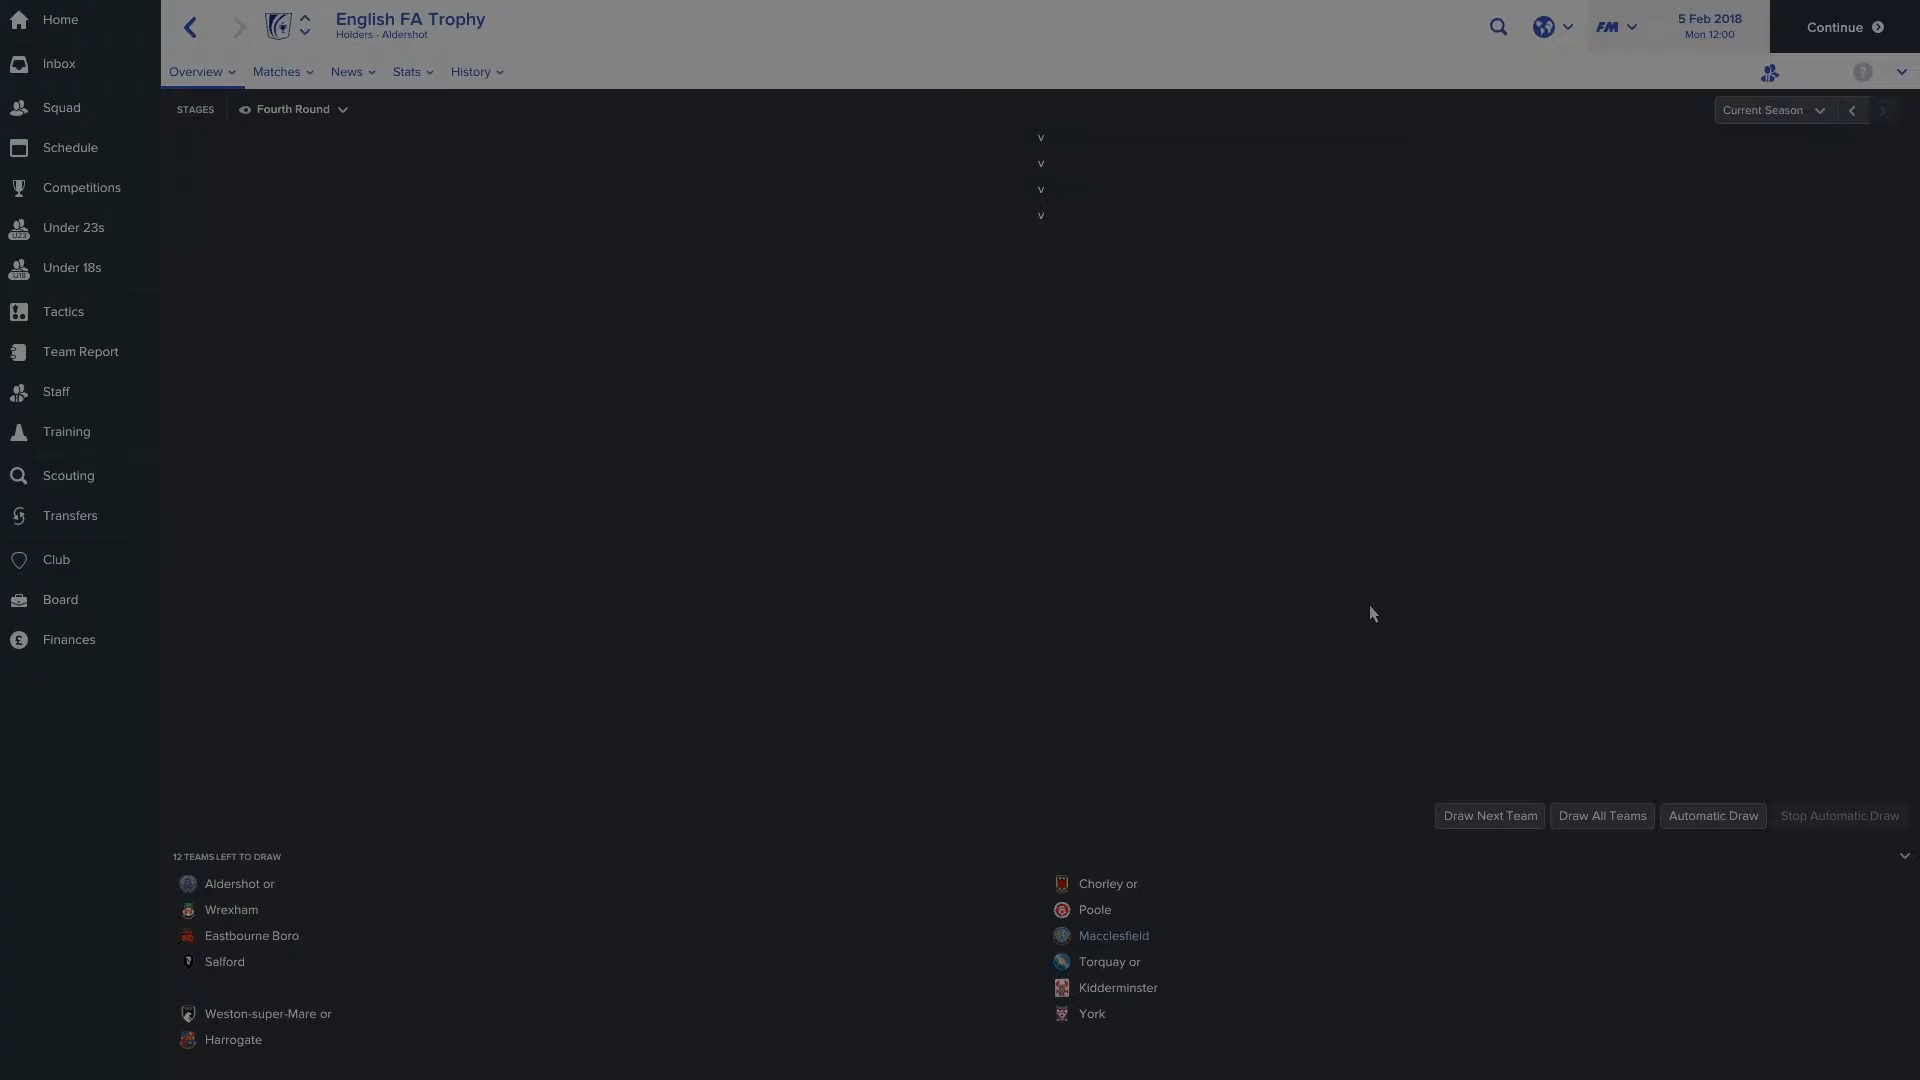 Home
Inbox
Squad
Schedule
Competitions
Under 23s
Under 18s
Tactics
Team Report
Staff
Training
Scouting
Transfers
Club
Board
Finances
English FA Trophy
Holders - Aldershot
FM
5 Feb 2018
Mon 12:00
Continue
Overview
Matches
News
Stats
History
?
STAGES
Fourth Round
Current Season
v
v
v
v
Draw Next Team
Draw All Teams
Automatic Draw
Stop Automatic Draw
12 TEAMS LEFT TO DRAW
Aldershot or
Wrexham
Eastbourne Boro
Salford
Weston-super-Mare or
Harrogate
Chorley or
Poole
Macclesfield
Torquay or
Kidderminster
York